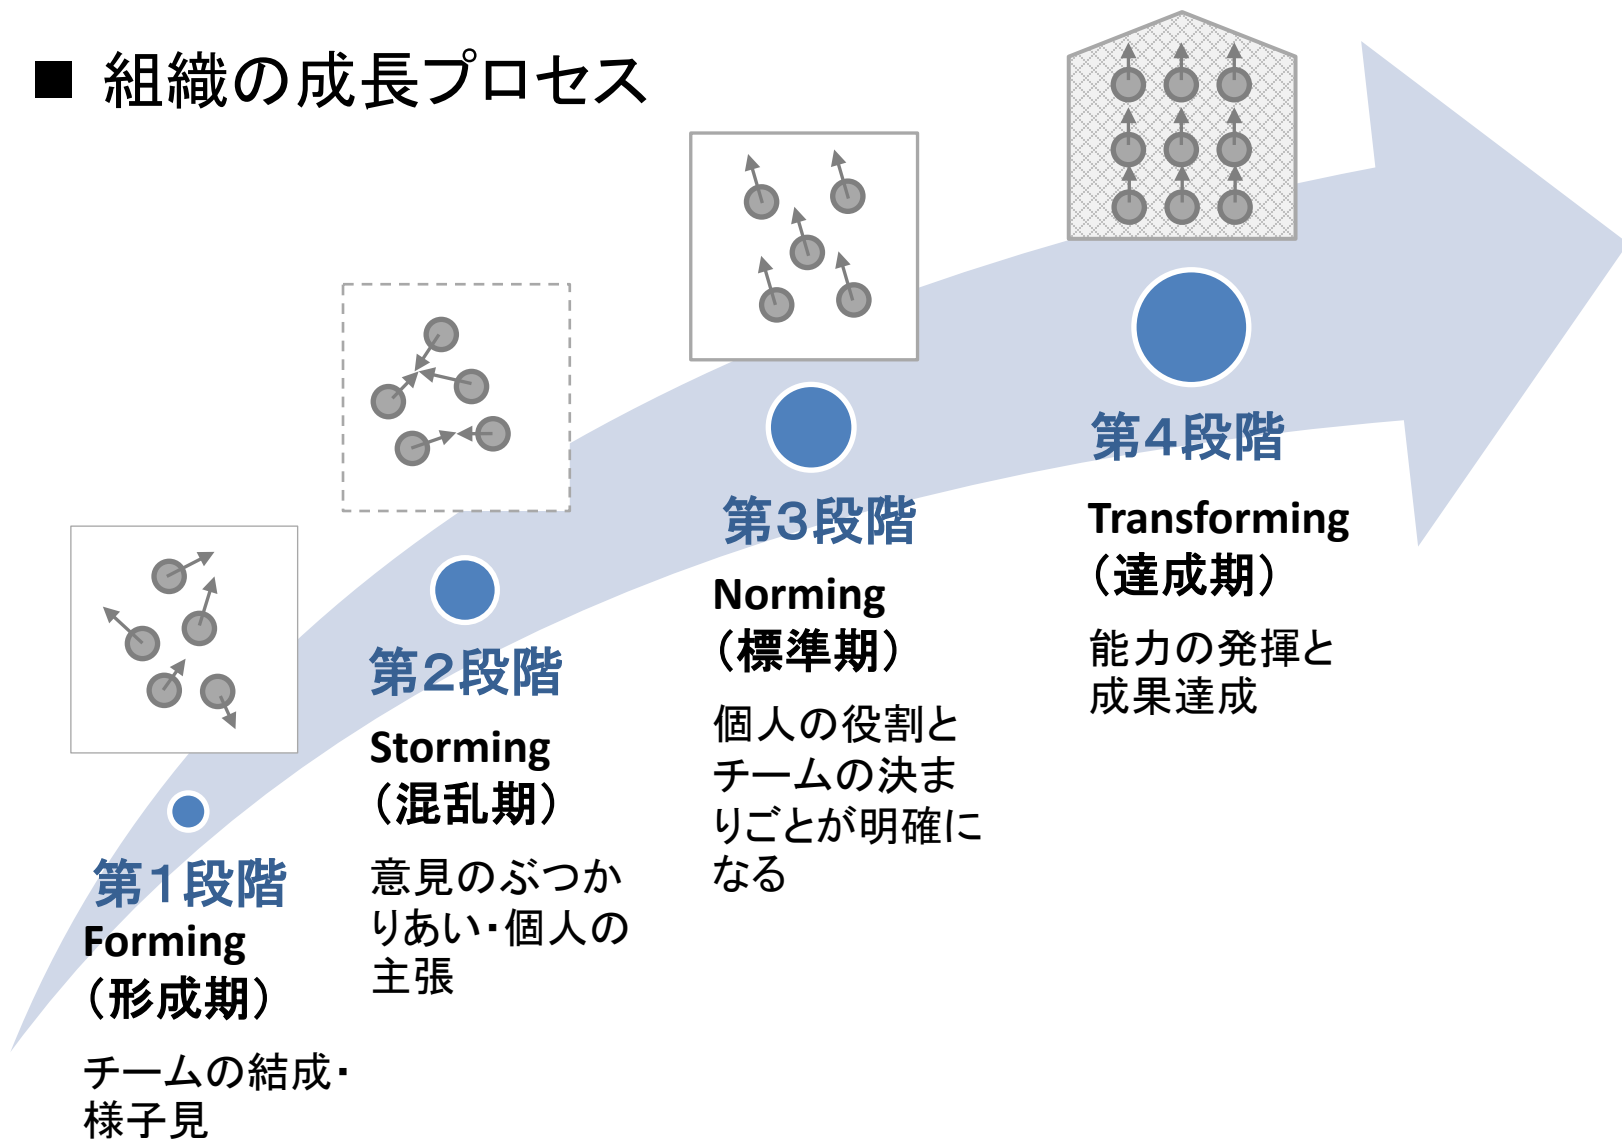 ■ 組織の成長プロセス
第1段階
Forming
（形成期）
チームの結成・
様子見
第2段階
Storming
（混乱期）
意見のぶつか
りあい・個人の
主張
第3段階
Norming
（標準期）
個人の役割と
チームの決ま
りごとが明確に
なる
第4段階
Transforming
（達成期）
能力の発揮と
成果達成